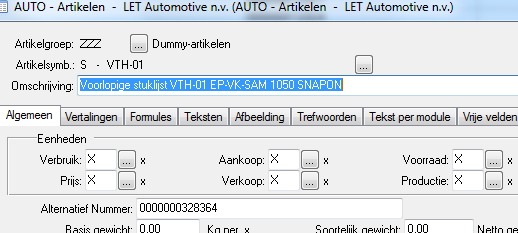 AUTO - Artikelen - LET Automotive n.v. (AUTO - Artikelen - LET Automotive n.v.)
Artikelgroep: ZZZ ... Dummy-artikelen
Artikelsymb.: S - VTH-01 ...
Omschrijving: Voorlopige stuklijst VTH-01 EP-VK-SAM 1050 SNAPON
Algemeen Vertalingen Formules Teksten Afbeelding Trefwoorden Tekst per module Vrije velden
Eenheden
Verbruik: X ... x Aankoop: X ... x Voorraad: X ... x
Prijs: X ... x Verkoop: X ... x Productie: X ... x
Alternatief Nummer: 0000000328364
Basis gewicht: 0.00 Kg per x Soortelijk gewicht: 0.00 Netto ge